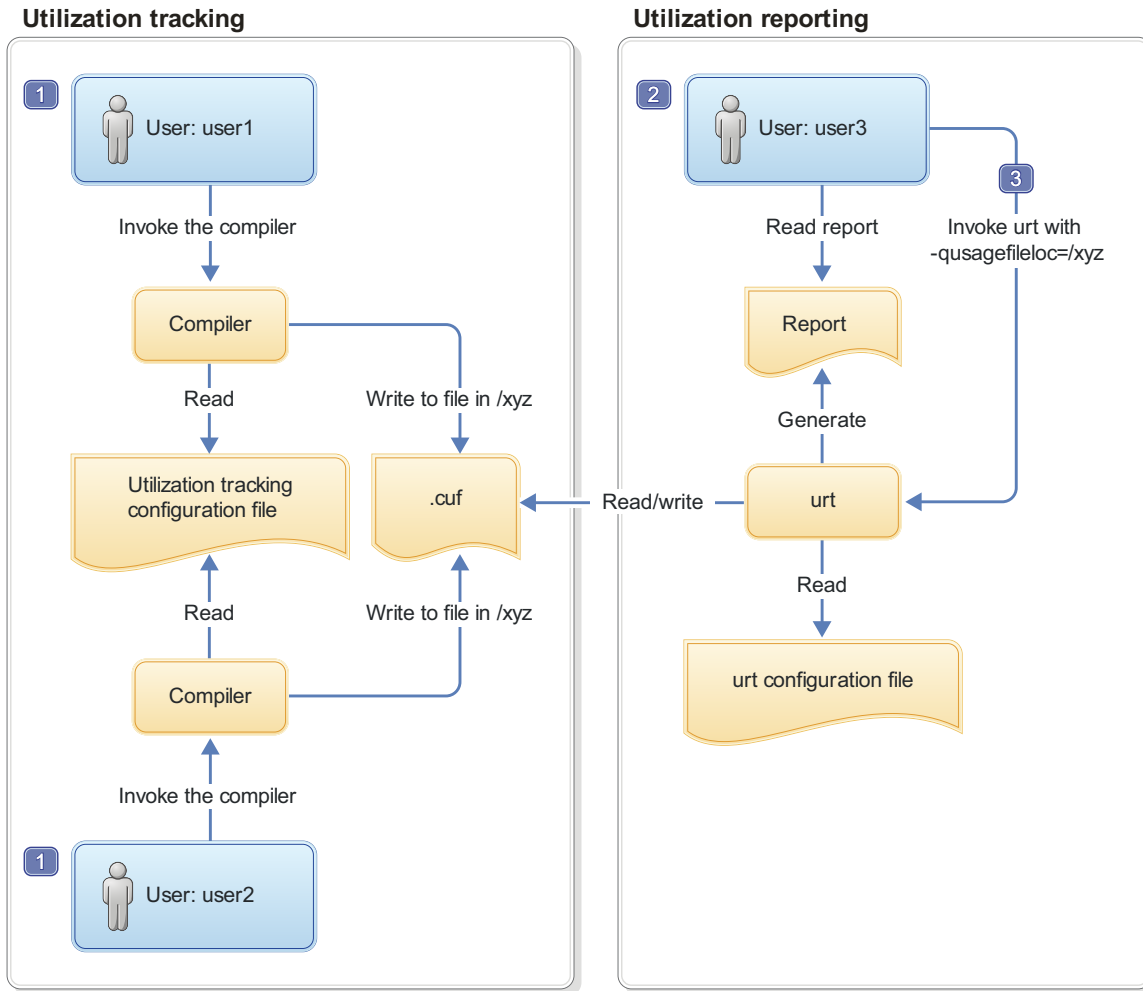 Utilization tracking
1
User: user1
Invoke the compiler
Compiler
Read
Write to file in /xyz
Utilization tracking
configuration file
.cuf
Read
Write to file in /xyz
Compiler
Invoke the compiler
1
User: user2
Utilization reporting
2
User: user3
3
Read report
Invoke urt with
-qusagefileloc=/xyz
Report
Generate
Read/write
urt
Read
urt configuration file